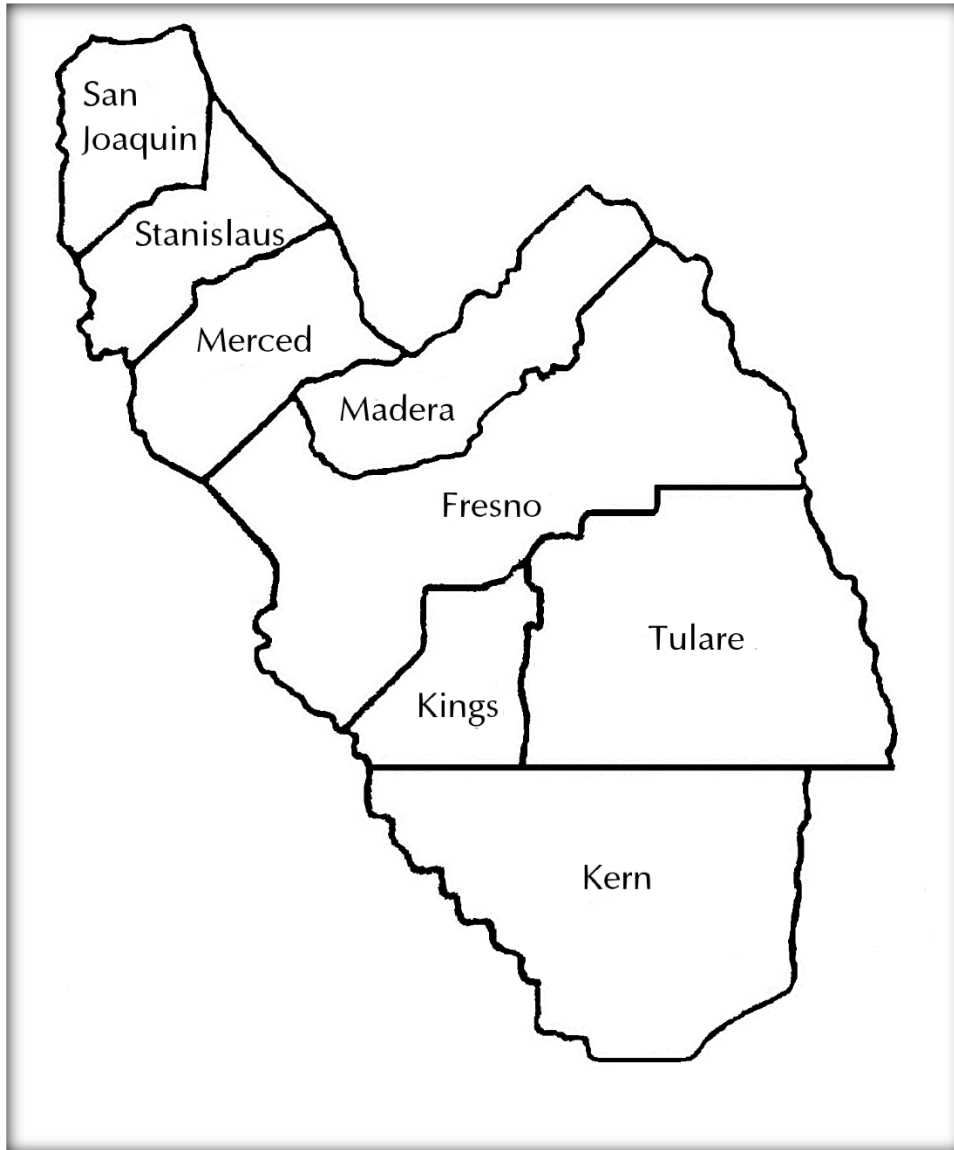 San
Joaquin
Stanislaus
Merced
Madera
Fresno
Tulare
Kings
Kern